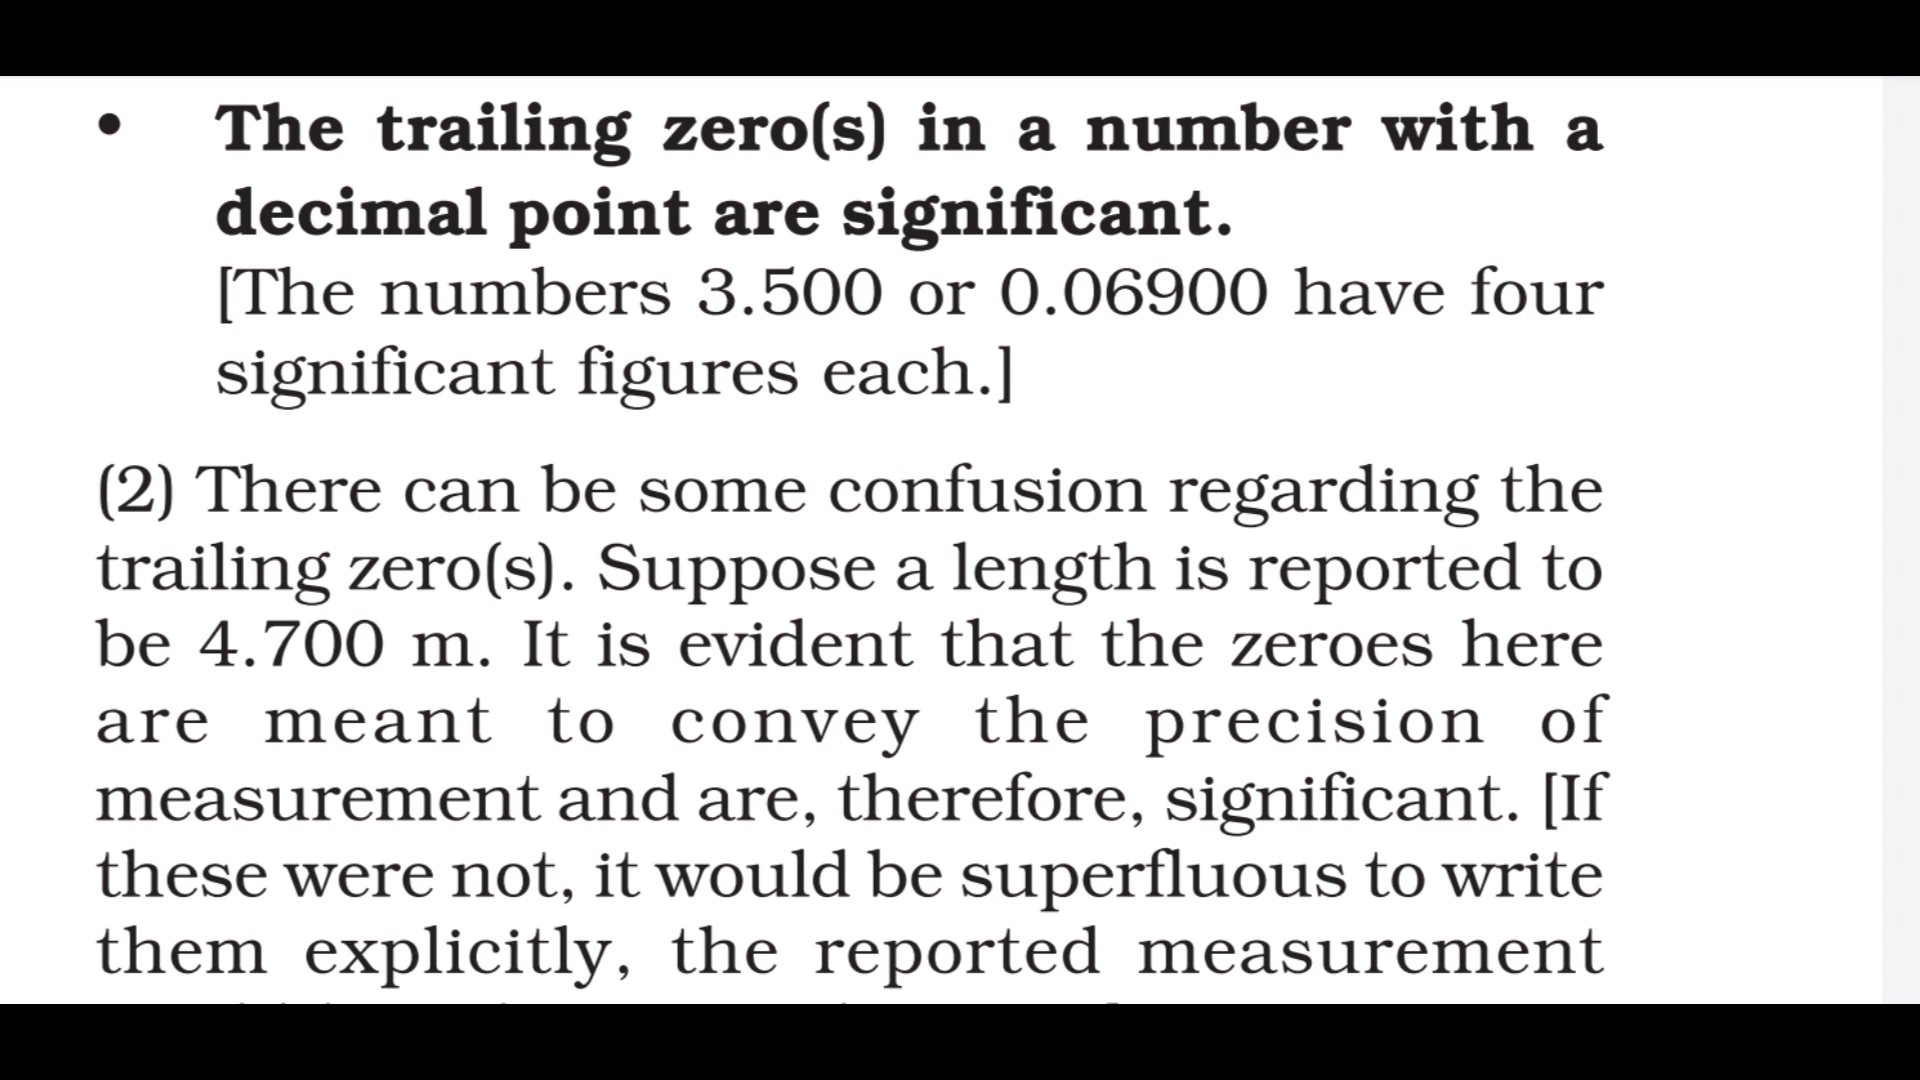 • The trailing zero(s) in a number with a
decimal point are significant.
[The numbers 3.500 or 0.06900 have four
significant figures each.]
(2) There can be some confusion regarding the
trailing zero(s). Suppose a length is reported to
be 4.700 m. It is evident that the zeroes here
are meant to convey the precision of
measurement and are, therefore, significant. [If
these were not, it would be superfluous to write
them explicitly, the reported measurement